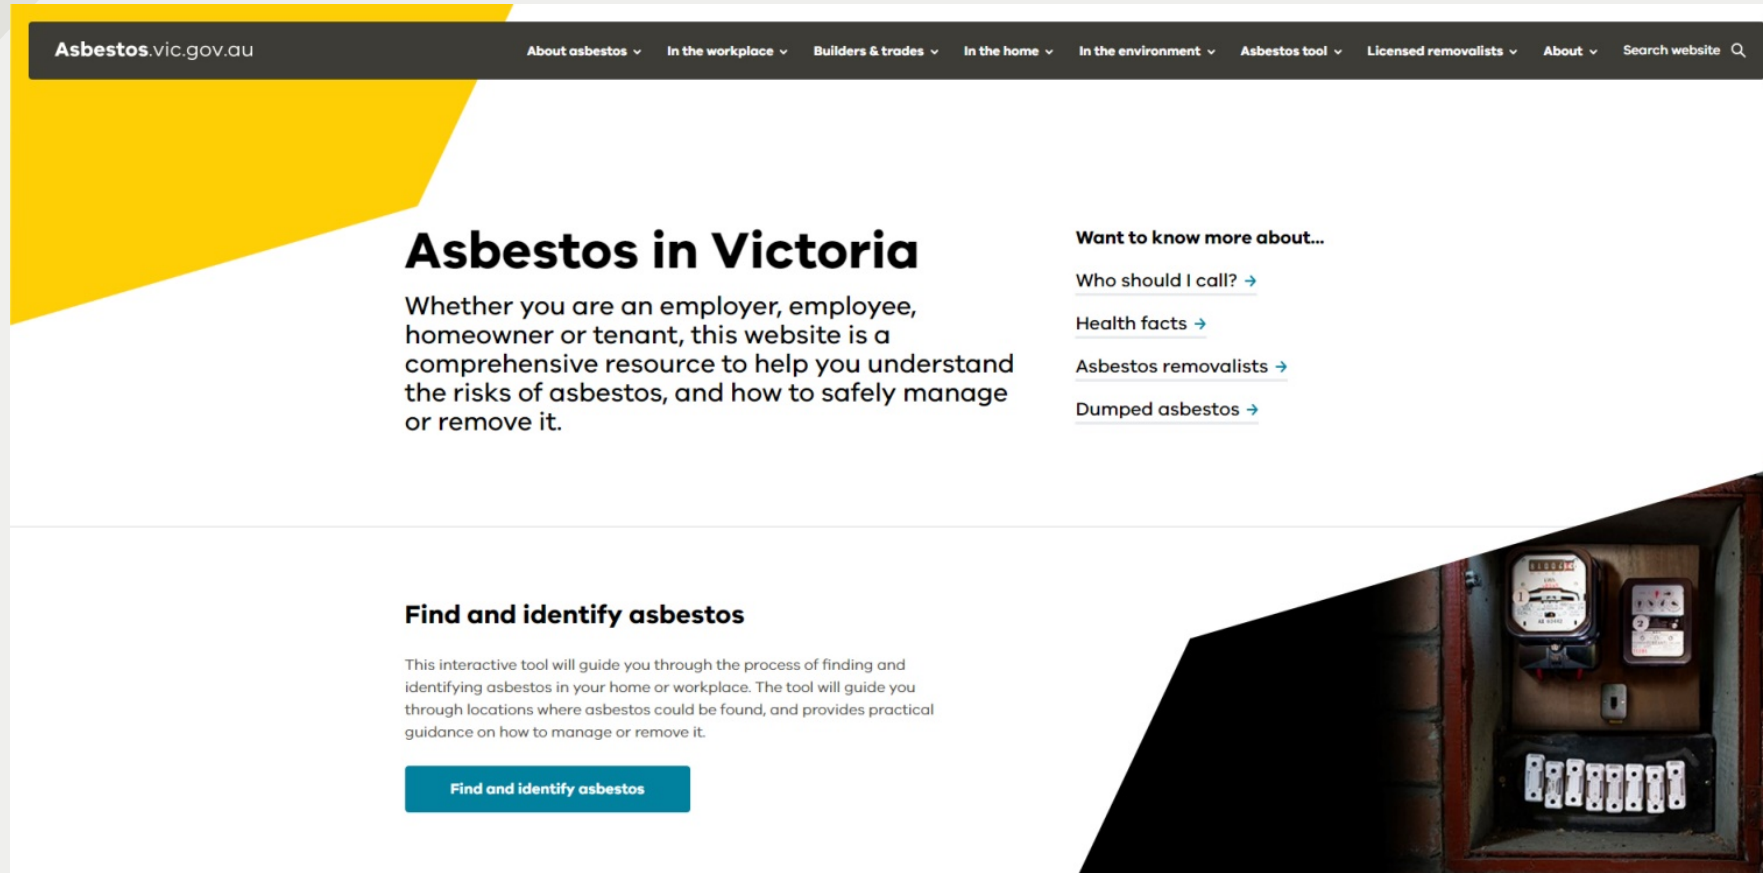 Asbestos.vic.gov.au
About asbestos
In the workplace
Builders & trades
In the home
In the environment
Asbestos tool
Licensed removalists
About
Search website
Asbestos in Victoria
Whether you are an employer, employee,
homeowner or tenant, this website is a
comprehensive resource to help you understand
the risks of asbestos, and how to safely manage
or remove it.
Want to know more about...
Who should I call? →
Health facts →
Asbestos removalists →
Dumped asbestos →
Find and identify asbestos
This interactive tool will guide you through the process of finding and
identifying asbestos in your home or workplace. The tool will guide you
through locations where asbestos could be found, and provides practical
guidance on how to manage or remove it.
Find and identify asbestos
1
2